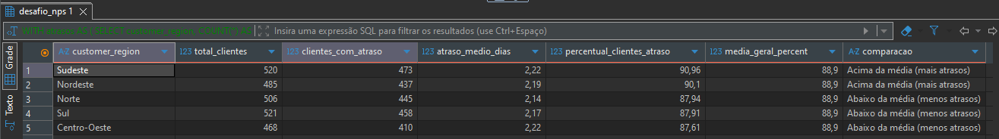 desafio_nps 1
WITH atrasos AS ( SELECT customer_region, COUNT(*) AS Insira uma expressão SQL para filtrar os resultados (use Ctrl+Espaço)
Grade
Texto
A-Z customer_region 123 total_clientes 123 clientes_com_atraso 123 atraso_medio_dias 123 percentual_clientes_atraso 123 media_geral_percent A-Z comparacao
1 Sudeste 520 473 2,22 90,96 88,9 Acima da média (mais atrasos)
2 Nordeste 485 437 2,19 90,1 88,9 Acima da média (mais atrasos)
3 Norte 506 445 2,14 87,94 88,9 Abaixo da média (menos atrasos)
4 Sul 521 458 2,17 87,91 88,9 Abaixo da média (menos atrasos)
5 Centro-Oeste 468 410 2,22 87,61 88,9 Abaixo da média (menos atrasos)